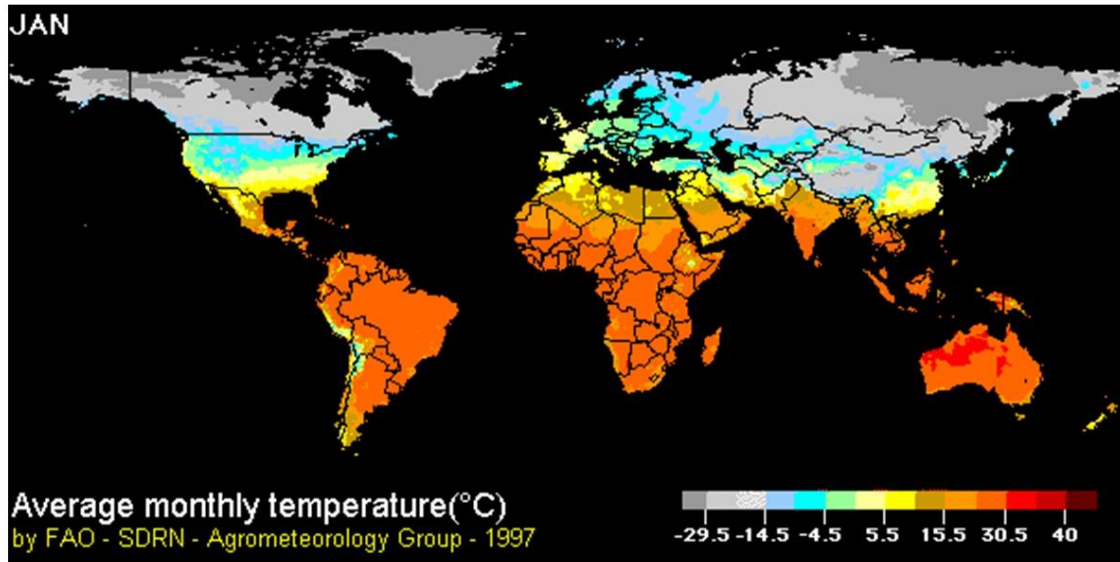 JAN
Average monthly temperature(°C)
by FAO - SDRN - Agrometeorology Group - 1997
-29.5 -14.5 -4.5 5.5 15.5 30.5 40